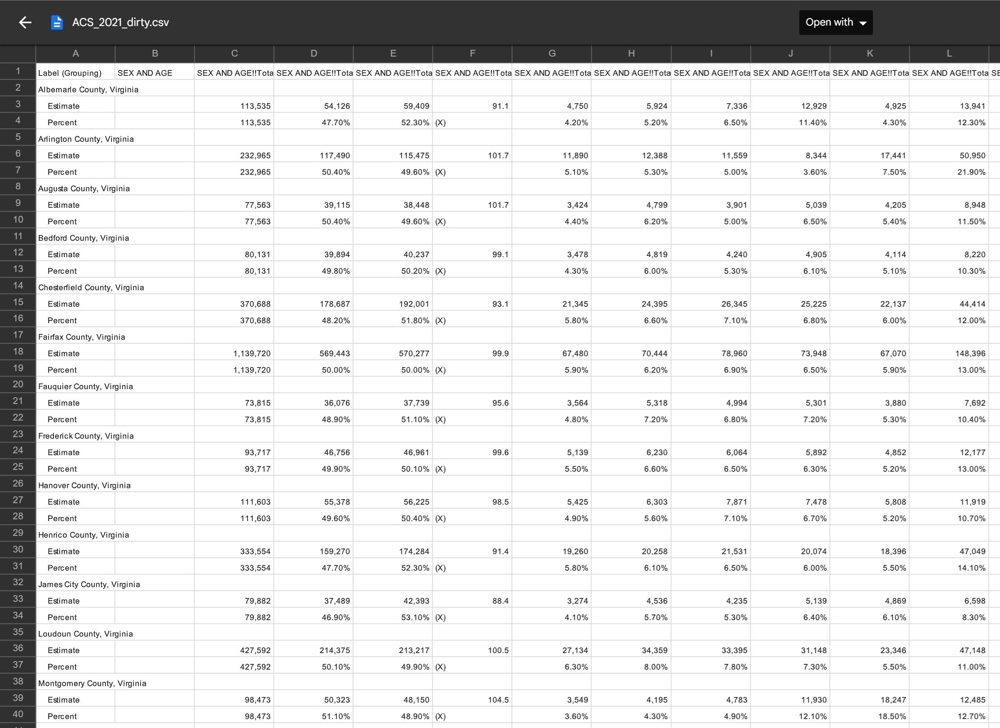 ACS_2021_dirty.csv Open with
A B C D E F G H I J K L
1 Label (Grouping) SEX AND AGE SEX AND AGE!!Tota SEX AND AGE!!Tota SEX AND AGE!!Tota SEX AND AGE!!Tota SEX AND AGE!!Tota SEX AND AGE!!Tota SEX AND AGE!!Tota SEX AND AGE!!Tota SEX AND AGE!!Tota SEX AND AGE!!Tota SE
2 Albemarle County, Virginia
3 Estimate 113,535 54,126 59,409 91.1 4,750 5,924 7,336 12,929 4,925 13,941
4 Percent 113,535 47.70% 52.30% (X) 4.20% 5.20% 6.50% 11.40% 4.30% 12.30%
5 Arlington County, Virginia
6 Estimate 232,965 117,490 115,475 101.7 11,890 12,388 11,559 8,344 17,441 50,950
7 Percent 232,965 50.40% 49.60% (X) 5.10% 5.30% 5.00% 3.60% 7.50% 21.90%
8 Augusta County, Virginia
9 Estimate 77,563 39,115 38,448 101.7 3,424 4,799 3,901 5,039 4,205 8,948
10 Percent 77,563 50.40% 49.60% (X) 4.40% 6.20% 5.00% 6.50% 5.40% 11.50%
11 Bedford County, Virginia
12 Estimate 80,131 39,894 40,237 99.1 3,478 4,819 4,240 4,905 4,114 8,220
13 Percent 80,131 49.80% 50.20% (X) 4.30% 6.00% 5.30% 6.10% 5.10% 10.30%
14 Chesterfield County, Virginia
15 Estimate 370,688 178,687 192,001 93.1 21,345 24,395 26,345 25,225 22,137 44,414
16 Percent 370,688 48.20% 51.80% (X) 5.80% 6.60% 7.10% 6.80% 6.00% 12.00%
17 Fairfax County, Virginia
18 Estimate 1,139,720 569,443 570,277 99.9 67,480 70,444 78,960 73,948 67,070 148,396
19 Percent 1,139,720 50.00% 50.00% (X) 5.90% 6.20% 6.90% 6.50% 5.90% 13.00%
20 Fauquier County, Virginia
21 Estimate 73,815 36,076 37,739 95.6 3,564 5,318 4,994 5,301 3,880 7,692
22 Percent 73,815 48.90% 51.10% (X) 4.80% 7.20% 6.80% 7.20% 5.30% 10.40%
23 Frederick County, Virginia
24 Estimate 93,717 46,756 46,961 99.6 5,139 6,230 6,064 5,892 4,852 12,177
25 Percent 93,717 49.90% 50.10% (X) 5.50% 6.60% 6.50% 6.30% 5.20% 13.00%
26 Hanover County, Virginia
27 Estimate 111,603 55,378 56,225 98.5 5,425 6,303 7,871 7,478 5,808 11,919
28 Percent 111,603 49.60% 50.40% (X) 4.90% 5.60% 7.10% 6.70% 5.20% 10.70%
29 Henrico County, Virginia
30 Estimate 333,554 159,270 174,284 91.4 19,260 20,258 21,531 20,074 18,396 47,049
31 Percent 333,554 47.70% 52.30% (X) 5.80% 6.10% 6.50% 6.00% 5.50% 14.10%
32 James City County, Virginia
33 Estimate 79,882 37,489 42,393 88.4 3,274 4,536 4,235 5,139 4,869 6,598
34 Percent 79,882 46.90% 53.10% (X) 4.10% 5.70% 5.30% 6.40% 6.10% 8.30%
35 Loudoun County, Virginia
36 Estimate 427,592 214,375 213,217 100.5 27,134 34,359 33,395 31,148 23,346 47,148
37 Percent 427,592 50.10% 49.90% (X) 6.30% 8.00% 7.80% 7.30% 5.50% 11.00%
38 Montgomery County, Virginia
39 Estimate 98,473 50,323 48,150 104.5 3,549 4,195 4,783 11,930 18,247 12,485
40 Percent 98,473 51.10% 48.90% (X) 3.60% 4.30% 4.90% 12.10% 18.50% 12.70%